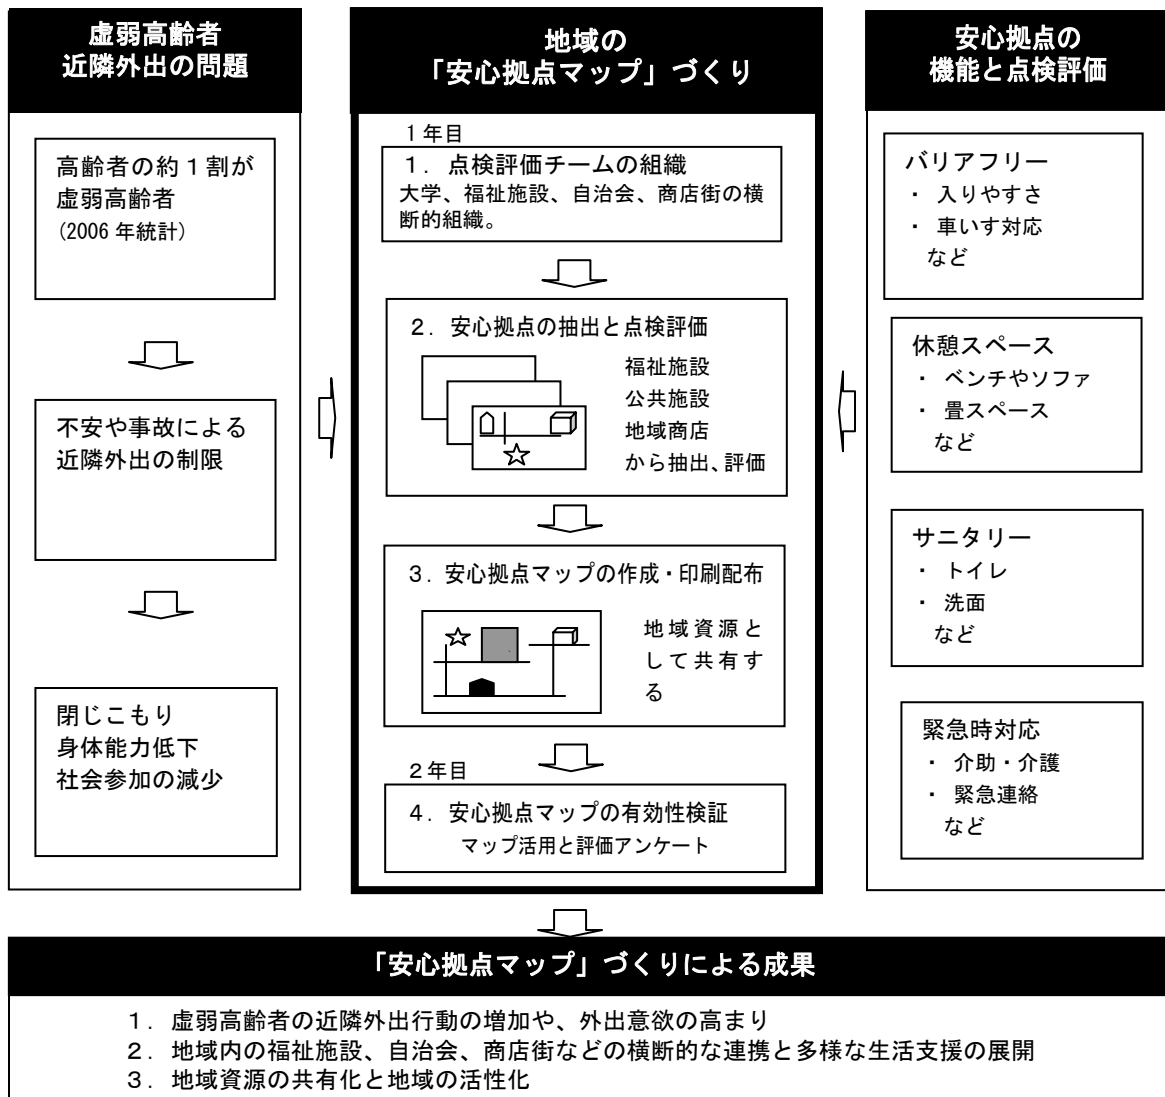 虚弱高齢者
近隣外出の問題
高齢者の約1割が
虚弱高齢者
(2006年統計)
不安や事故による
近隣外出の制限
閉じこもり
身体能力低下
社会参加の減少
地域の
「安心拠点マップ」づくり
1年目
1．点検評価チームの組織
大学、福祉施設、自治会、商店街の横
断的組織。
2．安心拠点の抽出と点検評価
福祉施設
公共施設
地域商店
から抽出、評価
3．安心拠点マップの作成・印刷配布
地域資源と
して共有す
る
2年目
4．安心拠点マップの有効性検証
マップ活用と評価アンケート
安心拠点の
機能と点検評価
バリアフリー
・ 入りやすさ
・ 車いす対応
など
休憩スペース
・ ベンチやソファ
・ 畳スペース
など
サニタリー
・ トイレ
・ 洗面
など
緊急時対応
・ 介助・介護
・ 緊急連絡
など
「安心拠点マップ」づくりによる成果
1．虚弱高齢者の近隣外出行動の増加や、外出意欲の高まり
2．地域内の福祉施設、自治会、商店街などの横断的な連携と多様な生活支援の展開
3．地域資源の共有化と地域の活性化